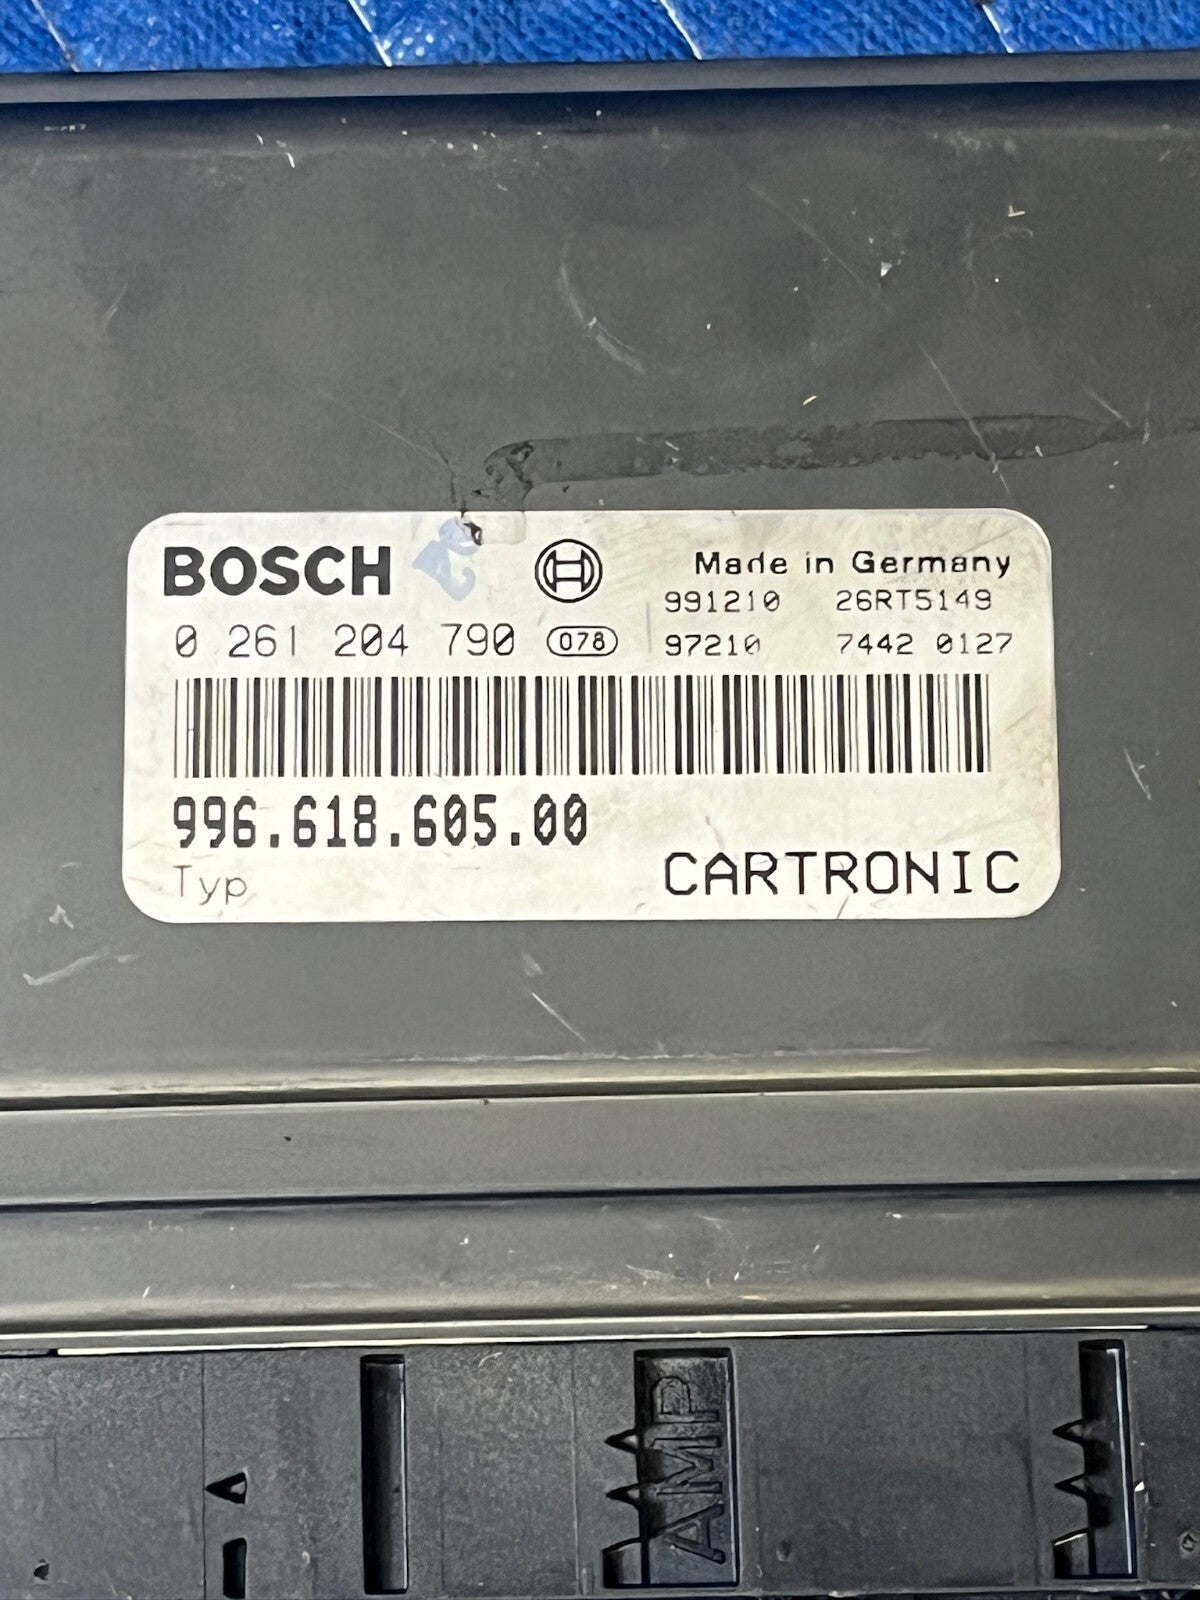 BOSCH
Made in Germany
991210 26RT5149
0 261 204 790 078
97210 7442 0127
996.618.605.00
Typ
CARTRONIC
AMP